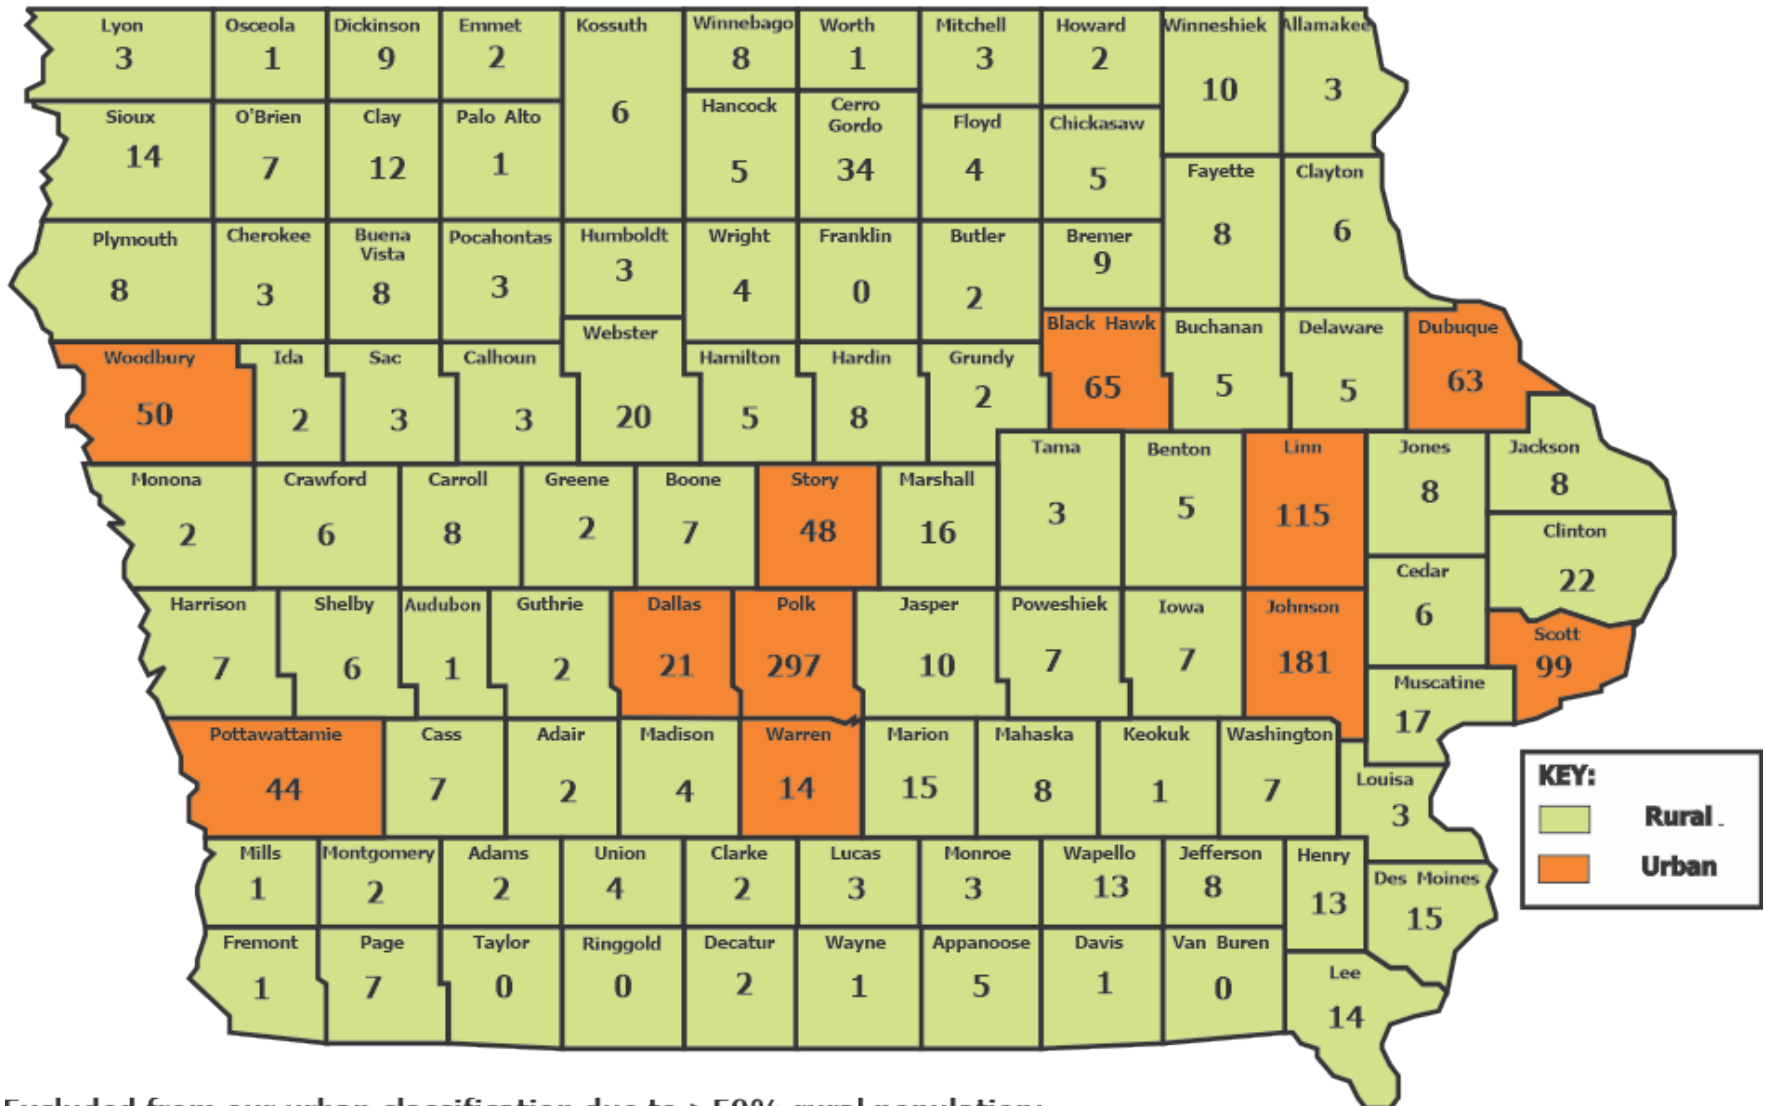 Lyon Osceola Dickinson Emmet Kossuth Winnebago Worth Mitchell Howard Winneshiek Allamakee
3 1 9 2 6 8 1 3 2 10 3
Sioux O'Brien Clay Palo Alto Hancock Cerro Gordo Floyd Chickasaw Fayette Clayton
14 7 12 1 5 34 4 5 8 6
Plymouth Cherokee Buena Vista Pocahontas Humboldt Wright Franklin Butler Bremer
8 3 8 3 3 4 0 2 9
Woodbury Ida Sac Calhoun Webster Hamilton Hardin Grundy Black Hawk Buchanan Delaware Dubuque
50 2 3 3 20 5 8 2 65 5 5 63
Monona Crawford Carroll Greene Boone Story Marshall Tama Benton Linn Jones Jackson
2 6 8 2 7 48 16 3 5 115 8 8
Clinton
22
Harrison Shelby Audubon Guthrie Dallas Polk Jasper Poweshiek Iowa Johnson Cedar Scott
7 6 1 2 21 297 10 7 7 181 6 99
Muscatine
17
Pottawattamie Cass Adair Madison Warren Marion Mahaska Keokuk Washington Louisa
44 7 2 4 14 15 8 1 7 3
Mills Montgomery Adams Union Clarke Lucas Monroe Wapello Jefferson Henry Des Moines
1 2 2 4 2 3 3 13 8 13 15
Fremont Page Taylor Ringgold Decatur Wayne Appanoose Davis Van Buren Lee
1 7 0 0 2 1 5 1 0 14
KEY:
Rural
Urban
Excluded from our urban classification due to > 50% rural population: